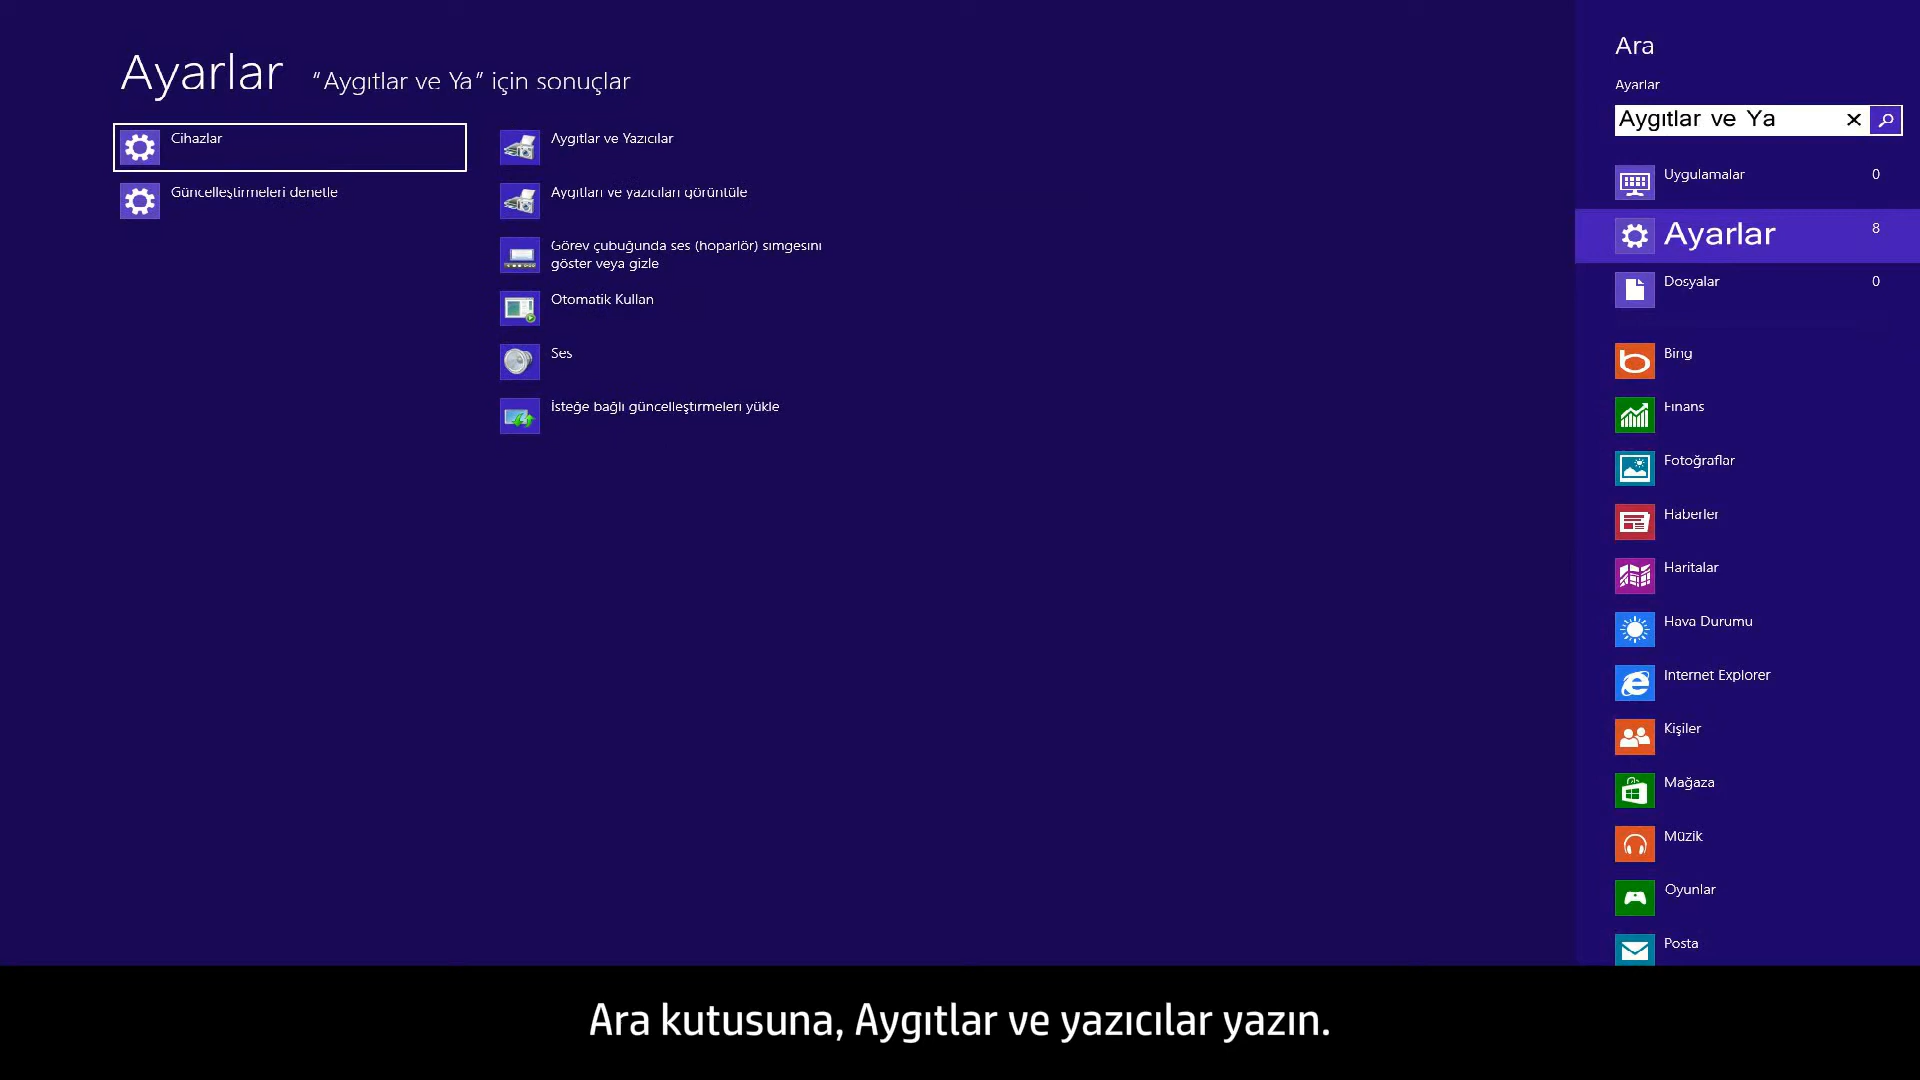 Ayarlar
“Aygıtlar ve Ya” için sonuçlar
Cihazlar
Güncelleştirmeleri denetle
Aygıtlar ve Yazıcılar
Aygıtları ve yazıcıları görüntüle
Görev çubuğunda ses (hoparlör) simgesini
göster veya gizle
Otomatik Kullan
Ses
İsteğe bağlı güncelleştirmeleri yükle
Ara
Ayarlar
Aygıtlar ve Ya
Uygulamalar 0
Ayarlar 8
Dosyalar 0
Bing
Finans
Fotoğraflar
Haberler
Haritalar
Hava Durumu
Internet Explorer
Kişiler
Mağaza
Müzik
Oyunlar
Posta
Ara kutusuna, Aygıtlar ve yazıcılar yazın.